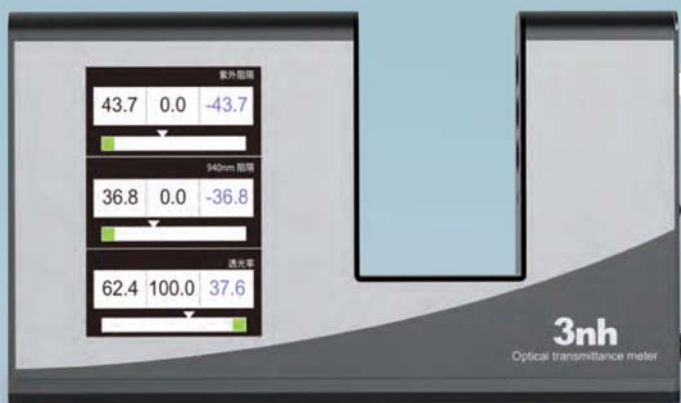 紫外阻隔
43.7 0.0 -43.7
940nm 阻隔
36.8 0.0 -36.8
透光率
62.4 100.0 37.6
3nh
Optical transmittance meter